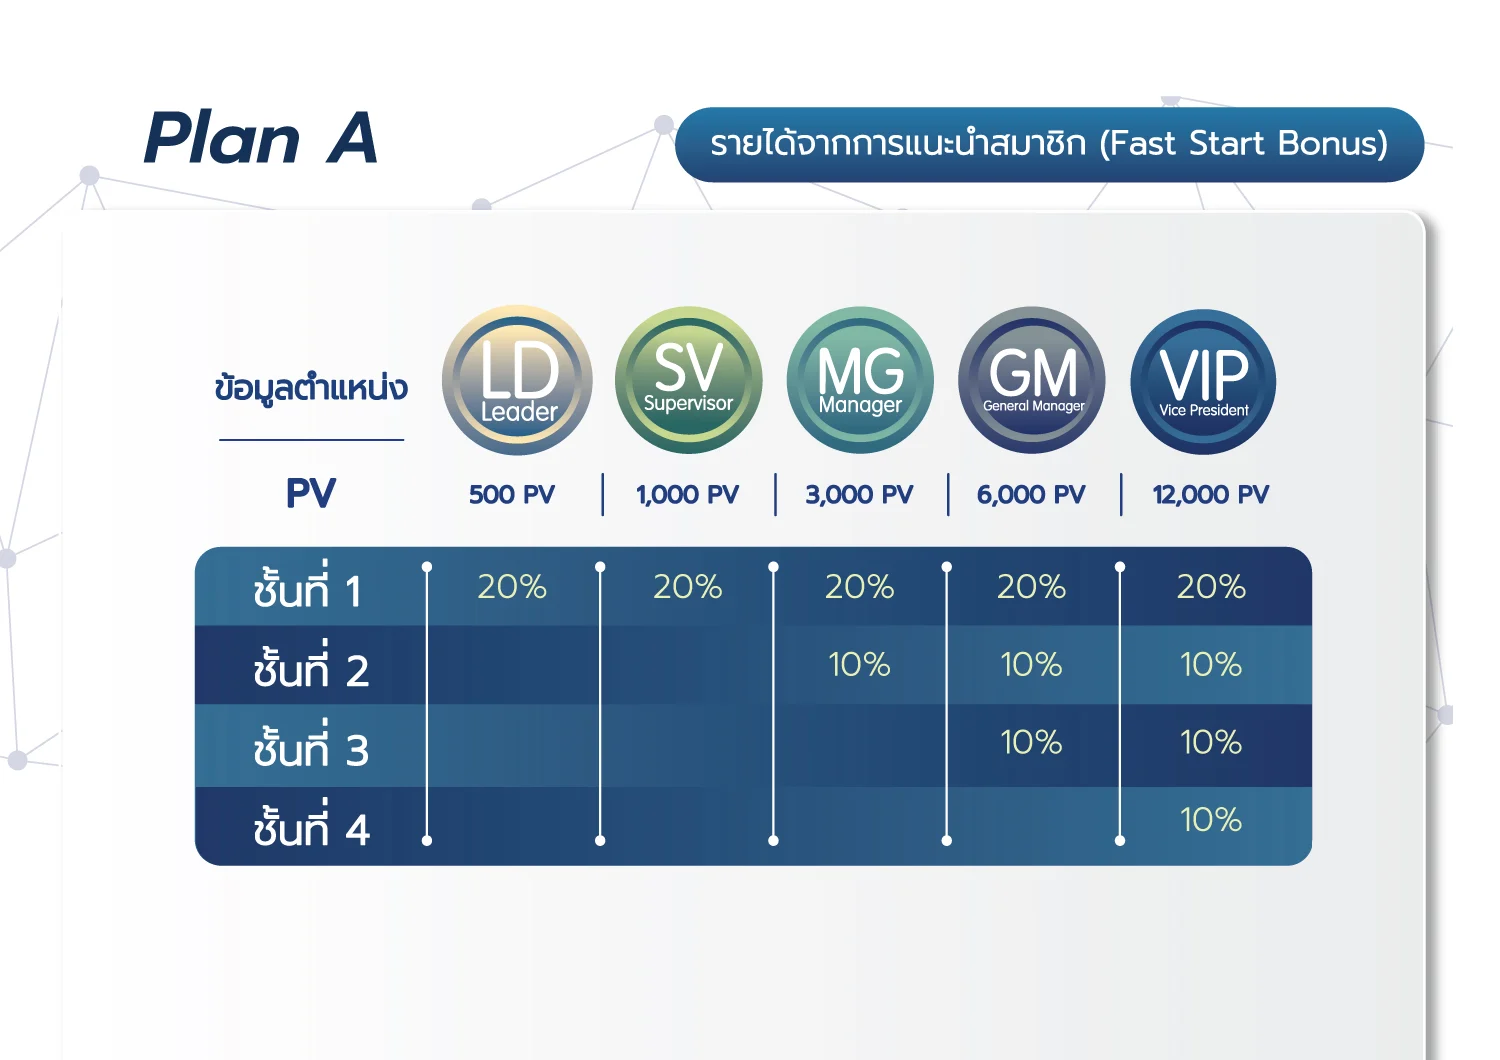 Plan A
รายได้จากการแนะนำสมาชิก (Fast Start Bonus)
ข้อมูลตำแหน่ง
LD
Leader
SV
Supervisor
MG
Manager
GM
General Manager
VIP
Vice President
PV 500 PV 1,000 PV 3,000 PV 6,000 PV 12,000 PV
ชั้นที่ 1 20% 20% 20% 20% 20%
ชั้นที่ 2 10% 10% 10%
ชั้นที่ 3 10% 10%
ชั้นที่ 4 10%